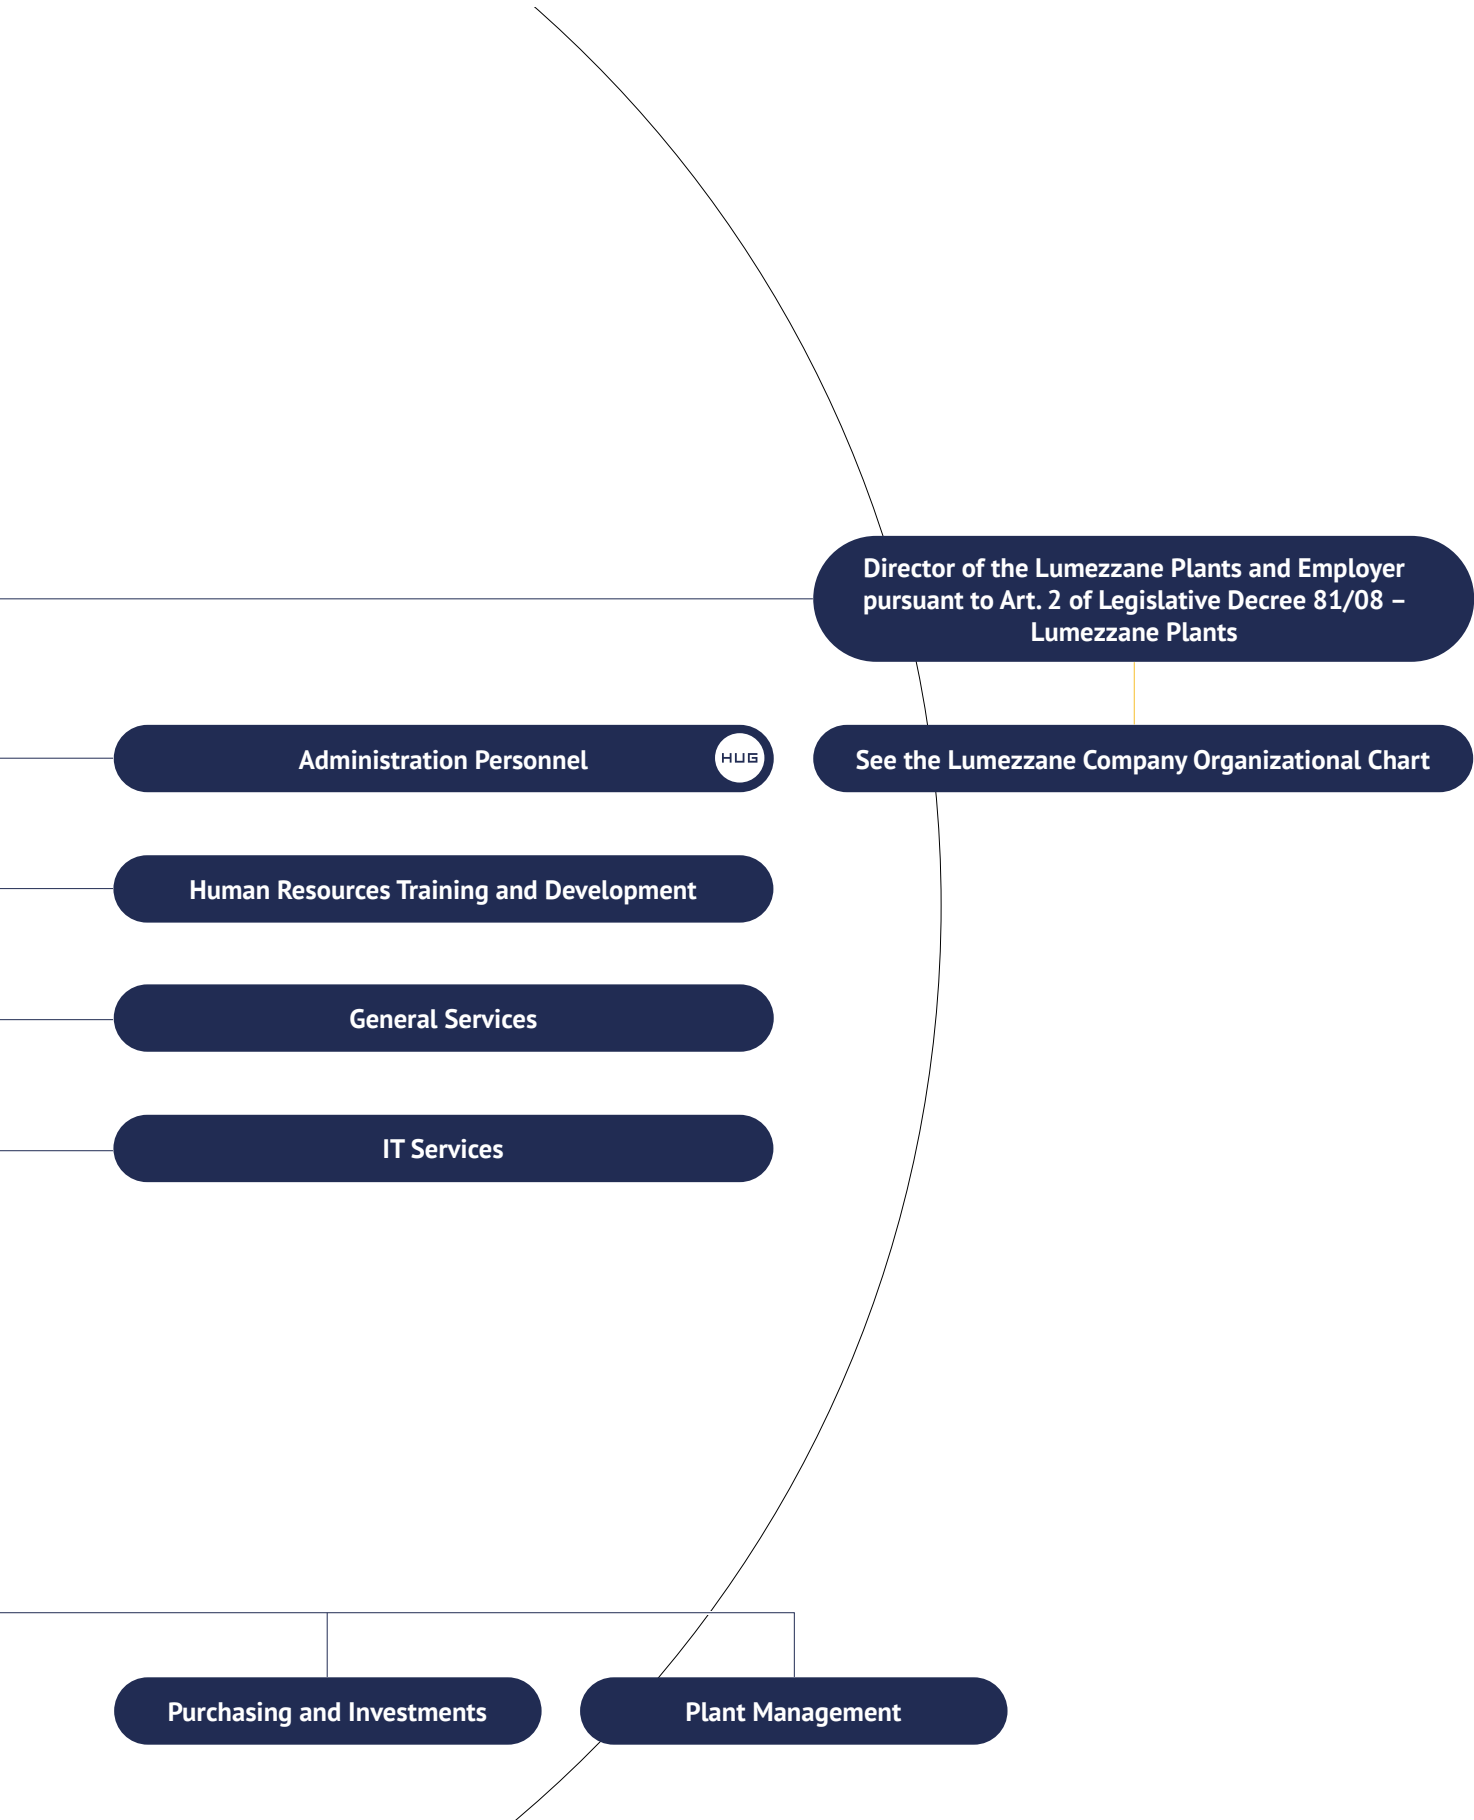 Director of the Lumezzane Plants and Employer
pursuant to Art. 2 of Legislative Decree 81/08 –
Lumezzane Plants
Administration Personnel
HUG
See the Lumezzane Company Organizational Chart
Human Resources Training and Development
General Services
IT Services
Purchasing and Investments
Plant Management